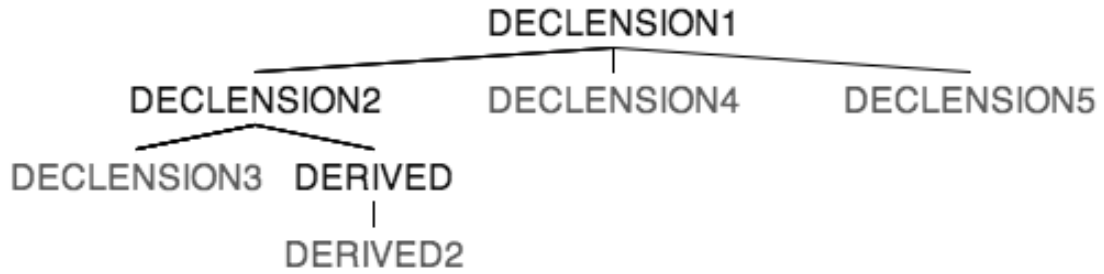 DECLENSION1
DECLENSION2 DECLENSION4 DECLENSION5
DECLENSION3 DERIVED
DERIVED2